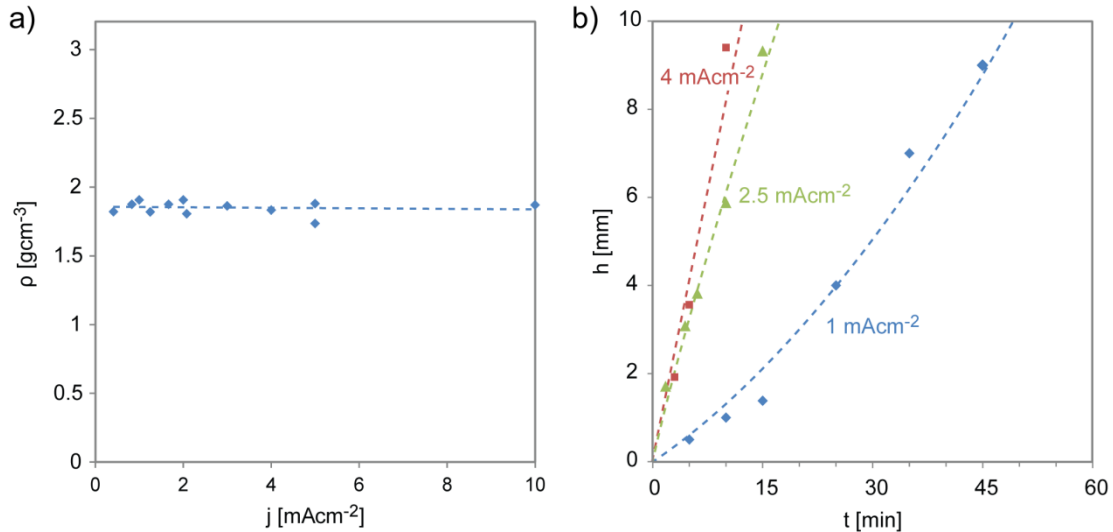 a)
3
2.5
2
1.5
1
0.5
0
ρ [gcm⁻³]
0 2 4 6 8 10
j [mAcm⁻²]
b)
10
8
6
4
2
0
h [mm]
4 mAcm⁻²
2.5 mAcm⁻²
1 mAcm⁻²
0 15 30 45 60
t [min]